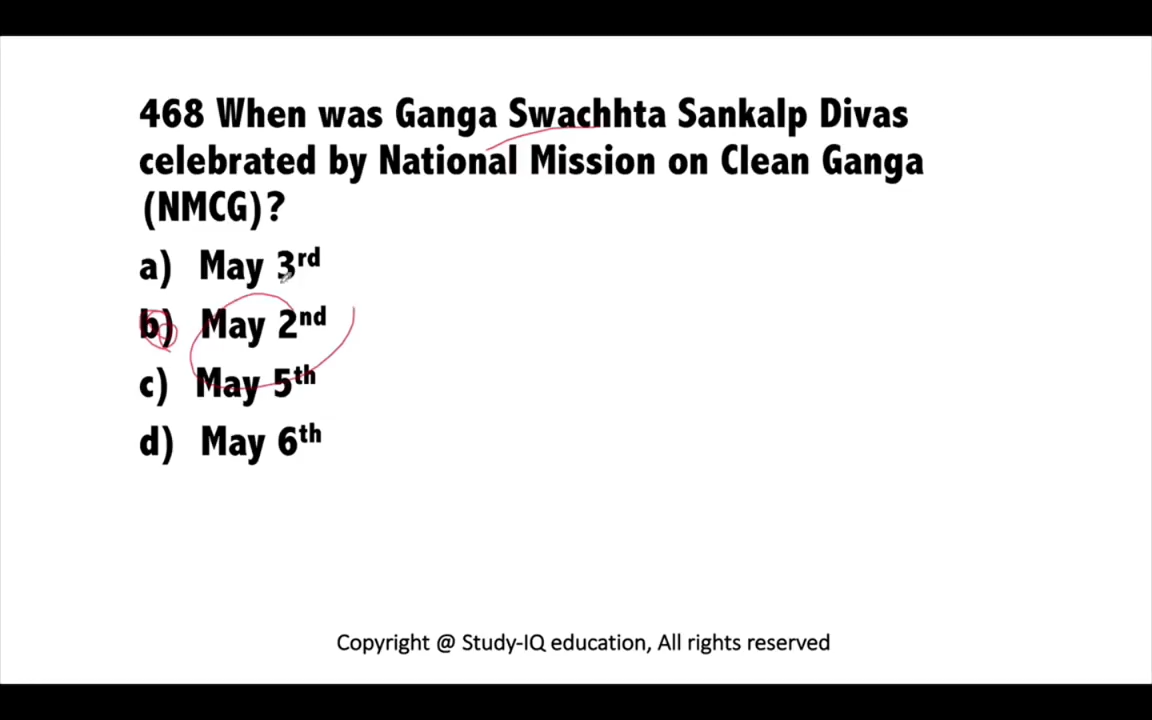 468 When was Ganga Swachhta Sankalp Divas
celebrated by National Mission on Clean Ganga
(NMCG)?
a) May 3rd
b) May 2nd
c) May 5th
d) May 6th
Copyright @ Study-IQ education, All rights reserved